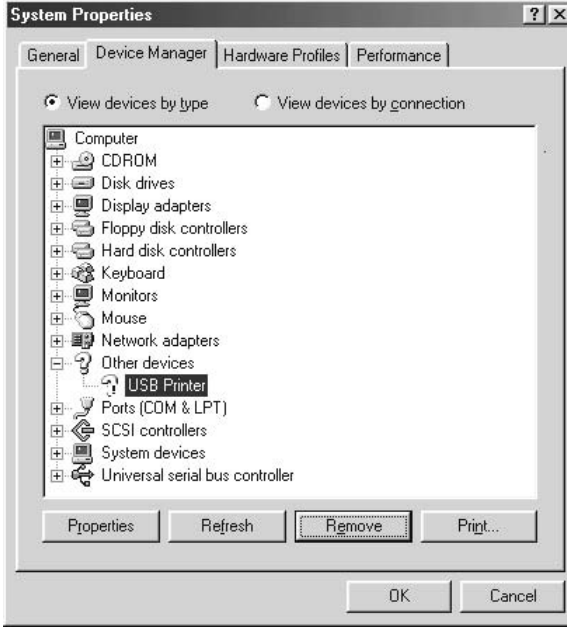 System Properties
General Device Manager Hardware Profiles Performance
View devices by type View devices by connection
Computer
CDROM
Disk drives
Display adapters
Floppy disk controllers
Hard disk controllers
Keyboard
Monitors
Mouse
Network adapters
Other devices
USB Printer
Ports (COM & LPT)
SCSI controllers
System devices
Universal serial bus controller
Properties Refresh Remove Print...
OK Cancel